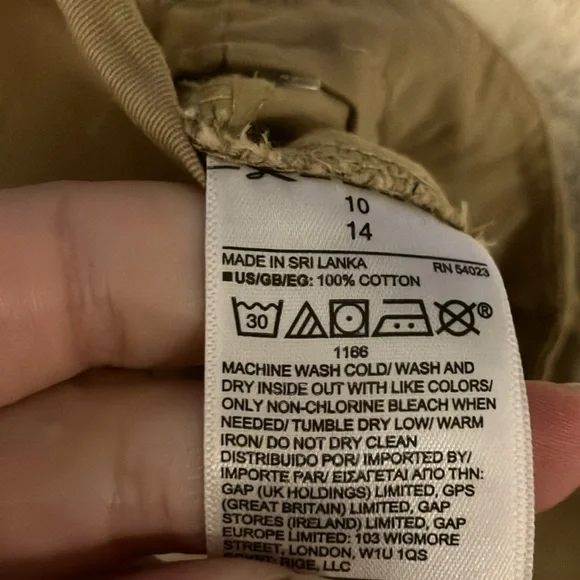 10
14
MADE IN SRI LANKA RN 54023
■US/GB/EG: 100% COTTON
30 ®
1166
MACHINE WASH COLD/ WASH AND
DRY INSIDE OUT WITH LIKE COLORS/
ONLY NON-CHLORINE BLEACH WHEN
NEEDED/ TUMBLE DRY LOW/ WARM
IRON/ DO NOT DRY CLEAN
DISTRIBUIDO POR/ IMPORTED BY/
IMPORTE PAR/ ΕΙΣΑΓΕΤΑΙ ΑΠΟ ΤΗΝ:
GAP (UK HOLDINGS) LIMITED, GPS
(GREAT BRITAIN) LIMITED, GAP
STORES (IRELAND) LIMITED, GAP
EUROPE LIMITED: 103 WIGMORE
STREET, LONDON, W1U 1QS
EGYPT: RIGE, LLC